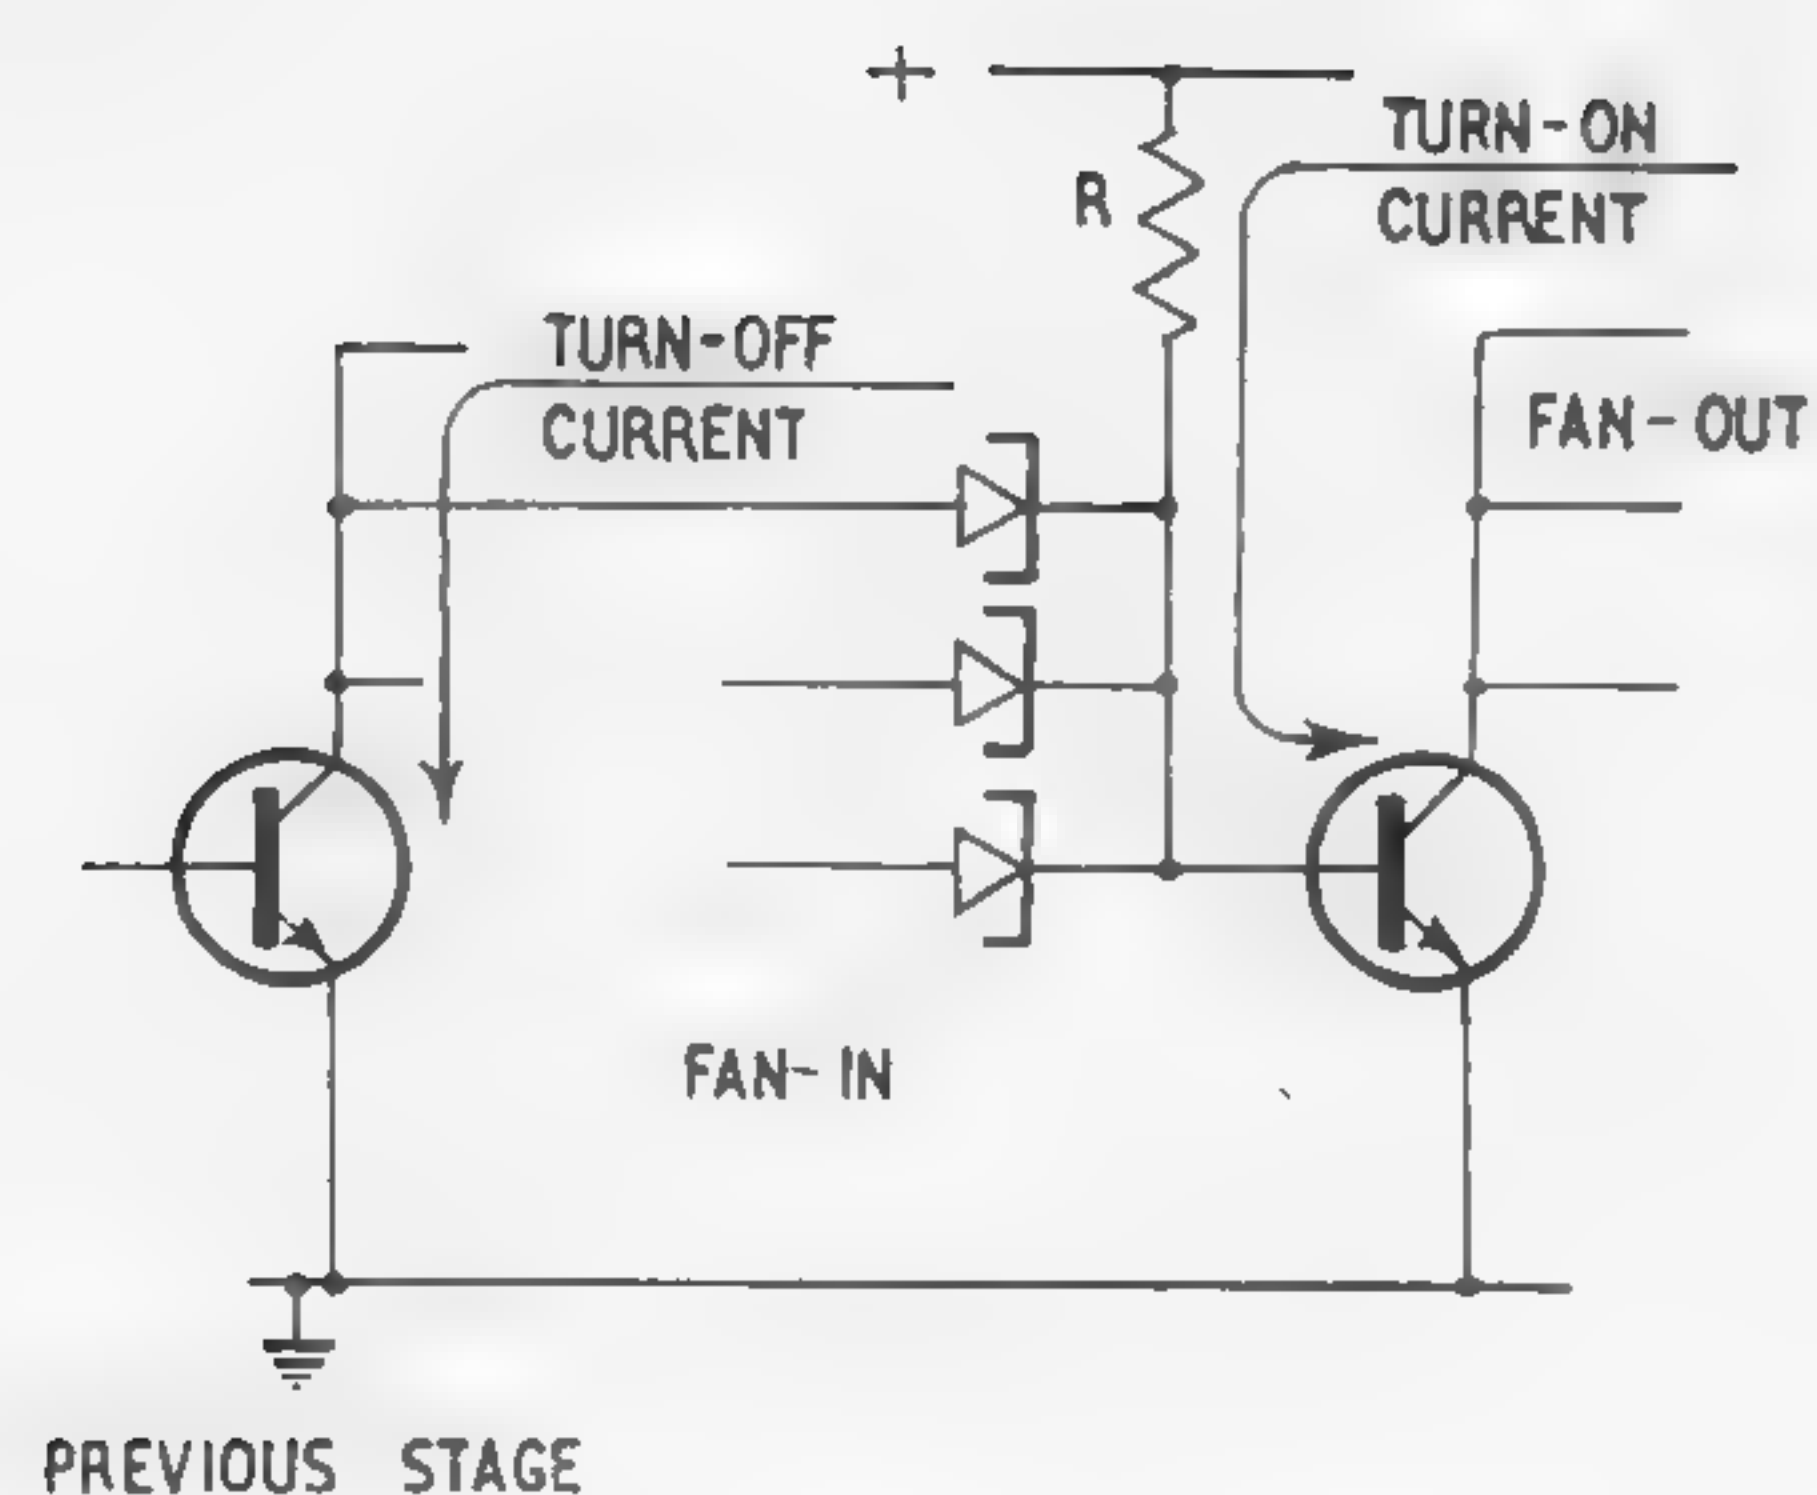 +
TURN-ON
CURRENT
R
TURN-OFF
CURRENT
FAN-OUT
FAN-IN
PREVIOUS STAGE